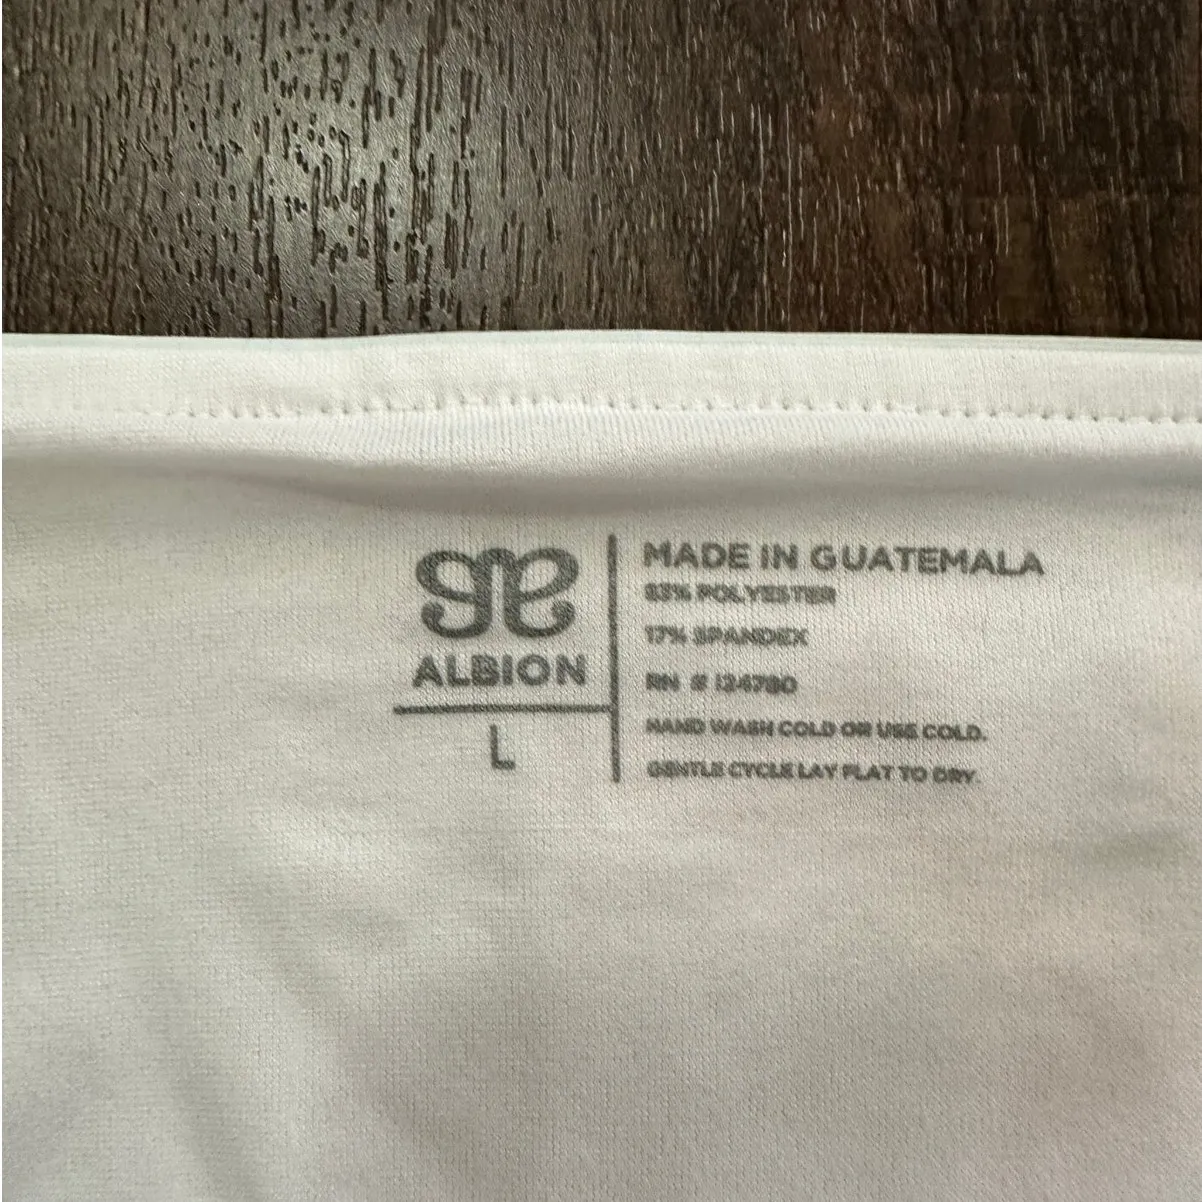 ALBION
L
MADE IN GUATEMALA
83% POLYESTER
17% SPANDEX
RN # 134780
HAND WASH COLD OR USE COLD.
GENTLE CYCLE LAY FLAT TO DRY.